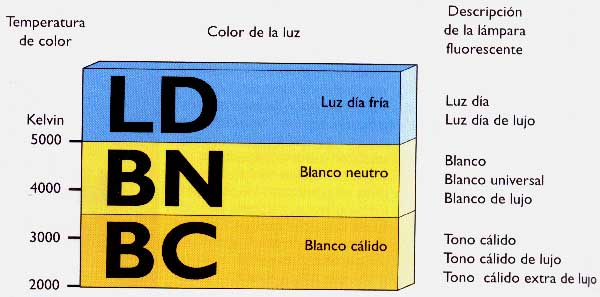 Temperatura
de color
Color de la luz
Descripción
de la lámpara
fluorescente
Kelvin
5000
4000
3000
2000
LD
Luz día fría
Luz día
Luz día de lujo
BN
Blanco neutro
Blanco
Blanco universal
Blanco de lujo
BC
Blanco cálido
Tono cálido
Tono cálido de lujo
Tono cálido extra de lujo